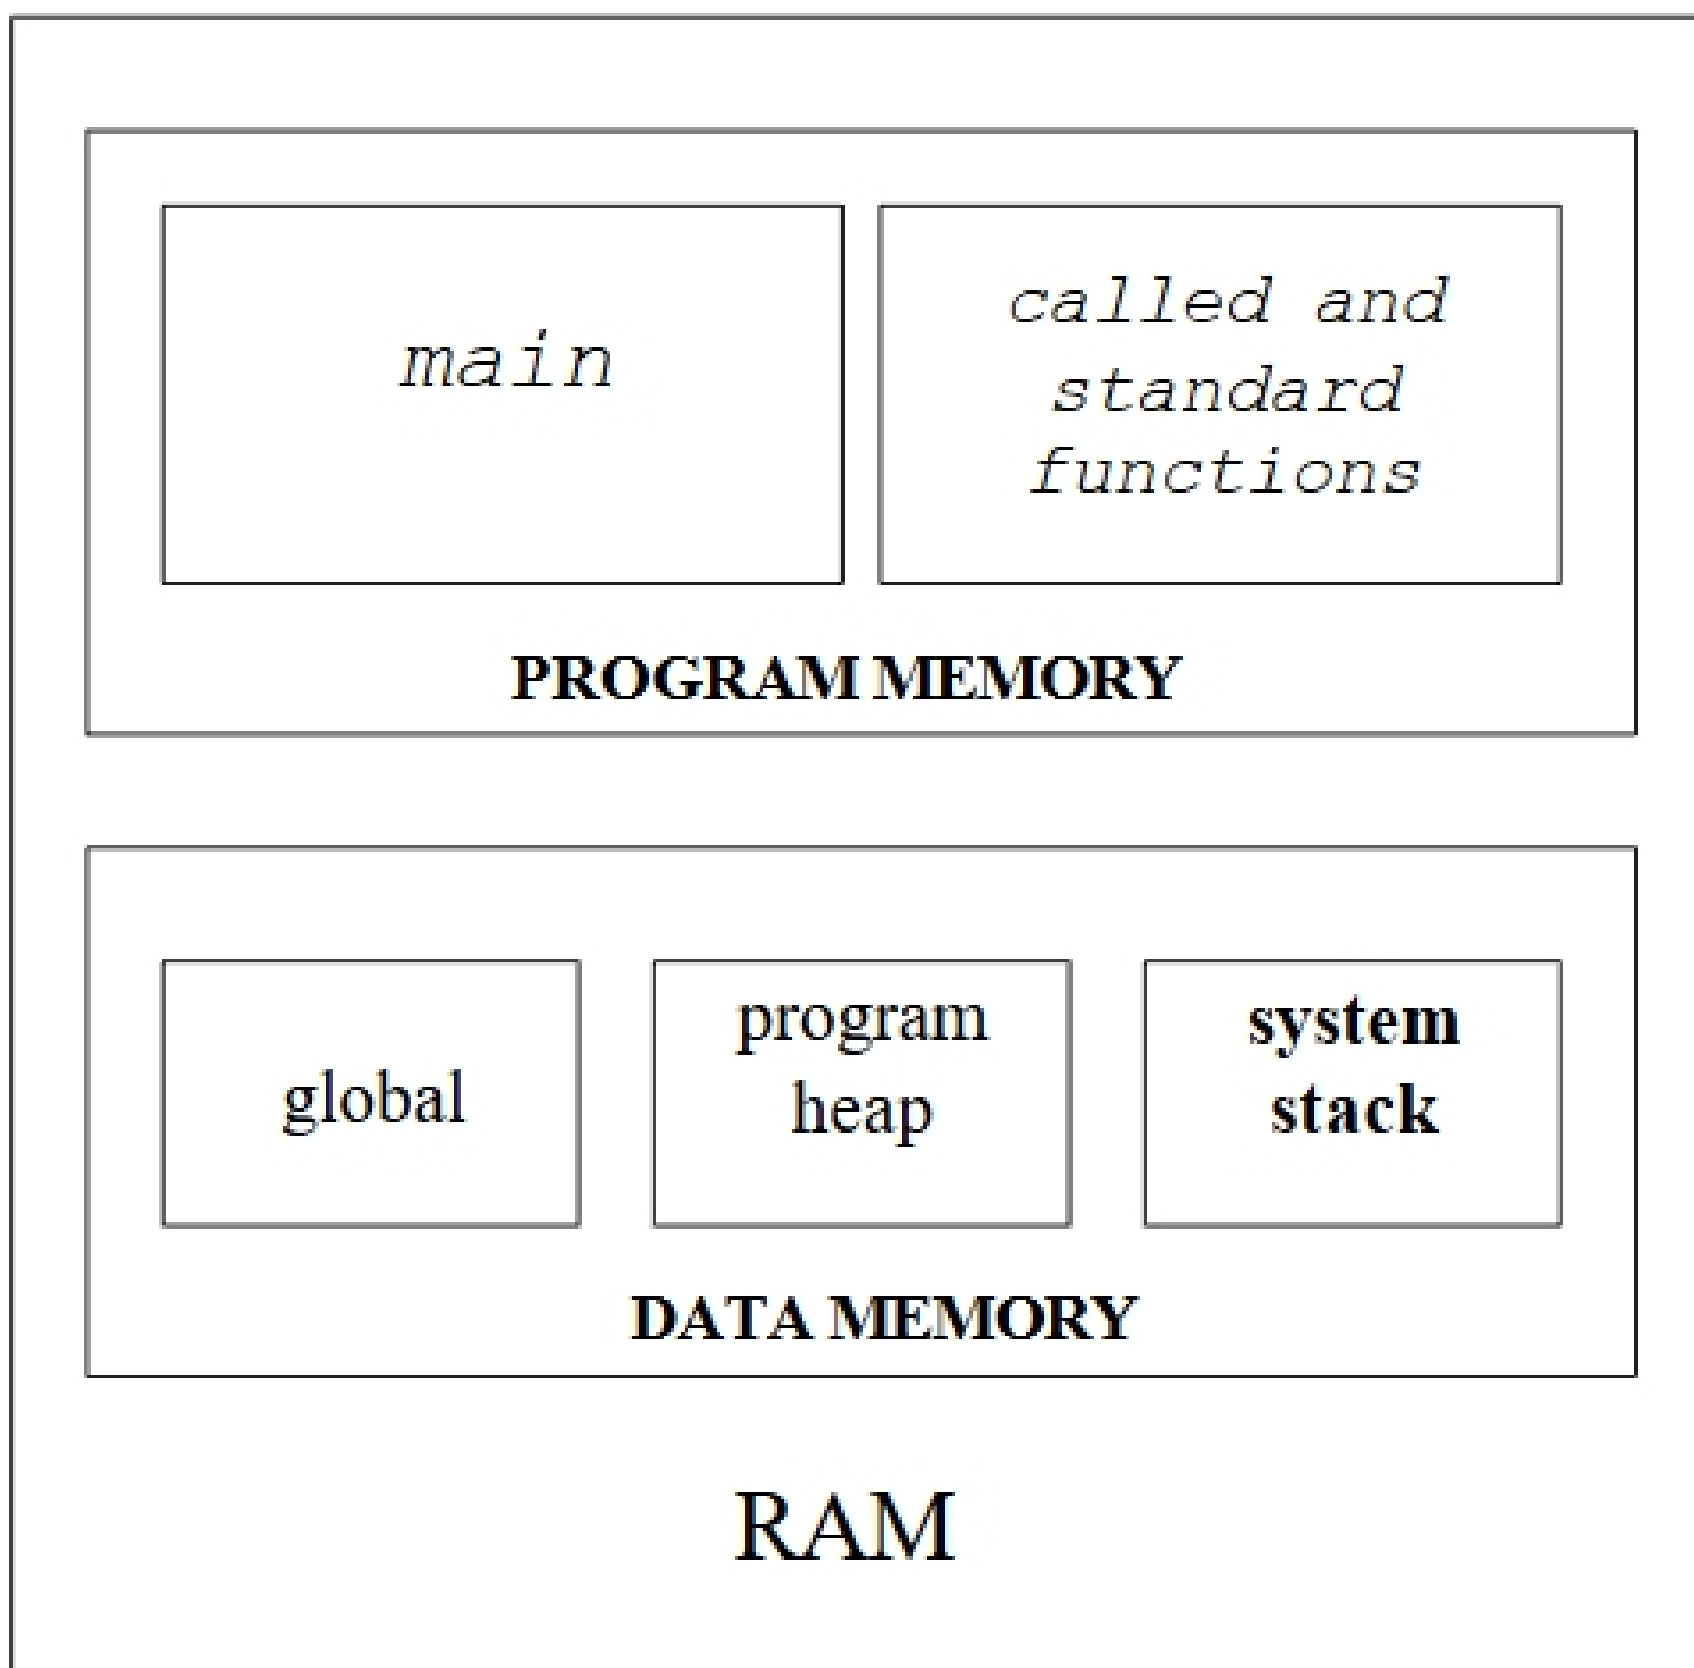 main
called and
standard
functions
PROGRAM MEMORY
global
program
heap
system
stack
DATA MEMORY
RAM